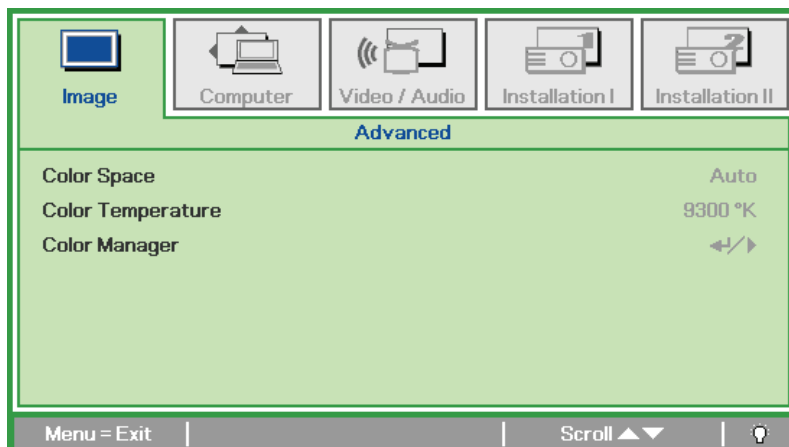 Image
Computer
Video / Audio
Installation I
Installation II
Advanced
Color Space Auto
Color Temperature 9300 °K
Color Manager
Menu = Exit Scroll